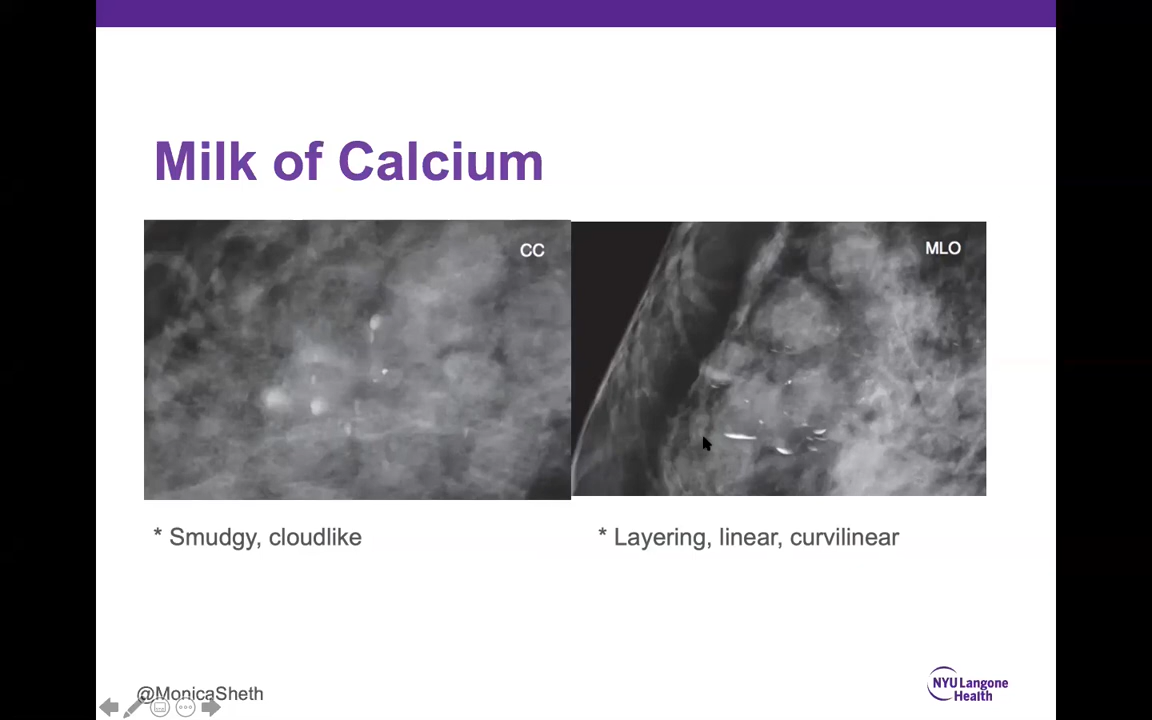 Milk of Calcium
CC
MLO
* Smudgy, cloudlike
* Layering, linear, curvilinear
@MonicaSheth
NYU Langone
Health